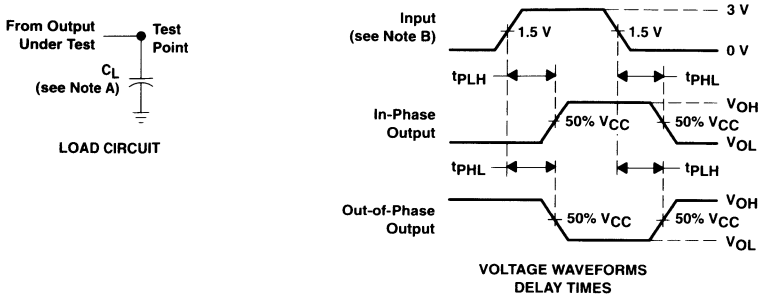 From Output
Under Test
Test
Point
CL
(see Note A)
LOAD CIRCUIT
Input
(see Note B)
1.5 V
1.5 V
3 V
0 V
tPLH
tPHL
In-Phase
Output
50% VCC
50% VCC
VOH
VOL
tPHL
tPLH
Out-of-Phase
Output
50% VCC
50% VCC
VOH
VOL
VOLTAGE WAVEFORMS
DELAY TIMES